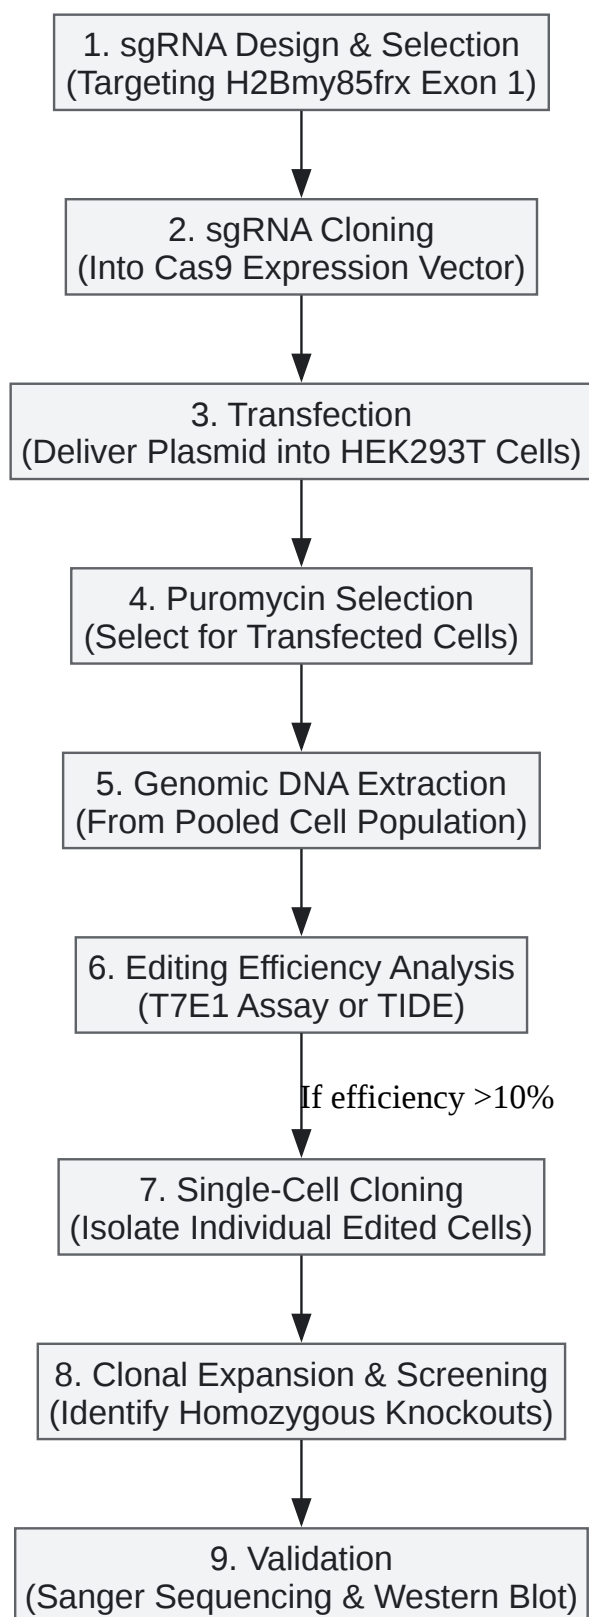 1. sgRNA Design & Selection
(Targeting H2Bmy85frx Exon 1)
2. sgRNA Cloning
(Into Cas9 Expression Vector)
3. Transfection
(Deliver Plasmid into HEK293T Cells)
4. Puromycin Selection
(Select for Transfected Cells)
5. Genomic DNA Extraction
(From Pooled Cell Population)
6. Editing Efficiency Analysis
(T7E1 Assay or TIDE)
If efficiency >10%
7. Single-Cell Cloning
(Isolate Individual Edited Cells)
8. Clonal Expansion & Screening
(Identify Homozygous Knockouts)
9. Validation
(Sanger Sequencing & Western Blot)